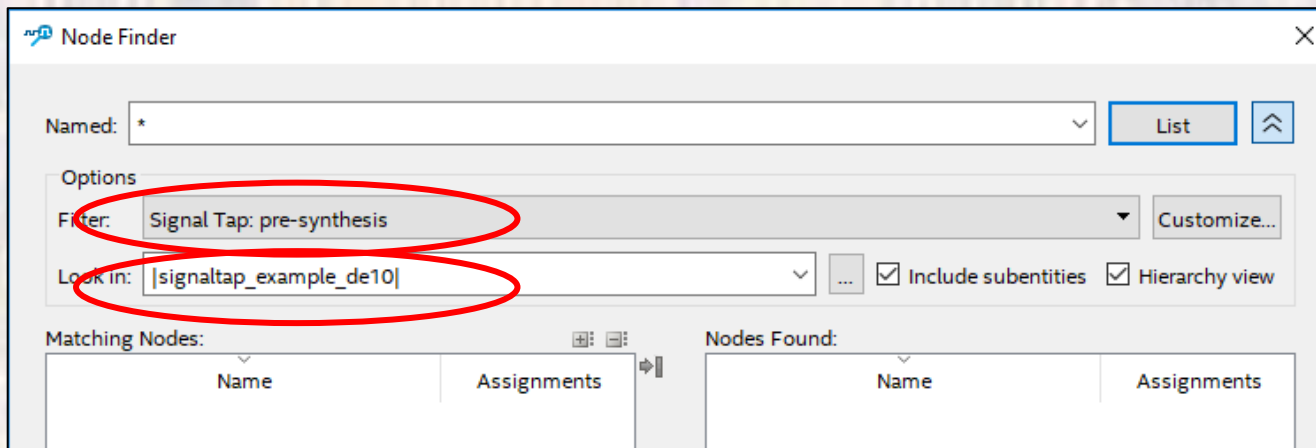 Node Finder
Named: * List
Options
Filter: Signal Tap: pre-synthesis Customize...
Look in: |signaltap_example_de10| ... Include subentities Hierarchy view
Matching Nodes: Nodes Found:
Name Assignments Name Assignments